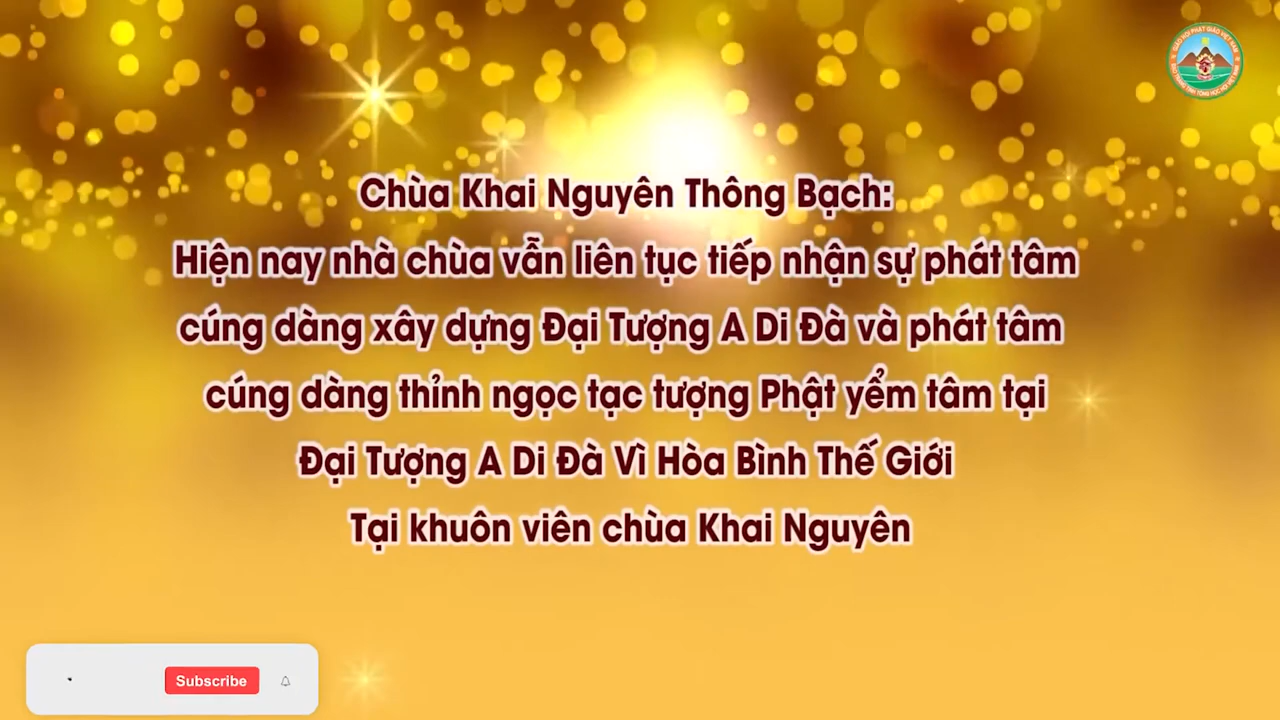 Chùa Khai Nguyên Thông Bạch:
Hiện nay nhà chùa vẫn liên tục tiếp nhận sự phát tâm
cúng dàng xây dựng Đại Tượng A Di Đà và phát tâm
cúng dàng thỉnh ngọc tạc tượng Phật yểm tâm tại
Đại Tượng A Di Đà Vì Hòa Bình Thế Giới
Tại khuôn viên chùa Khai Nguyên
Subscribe